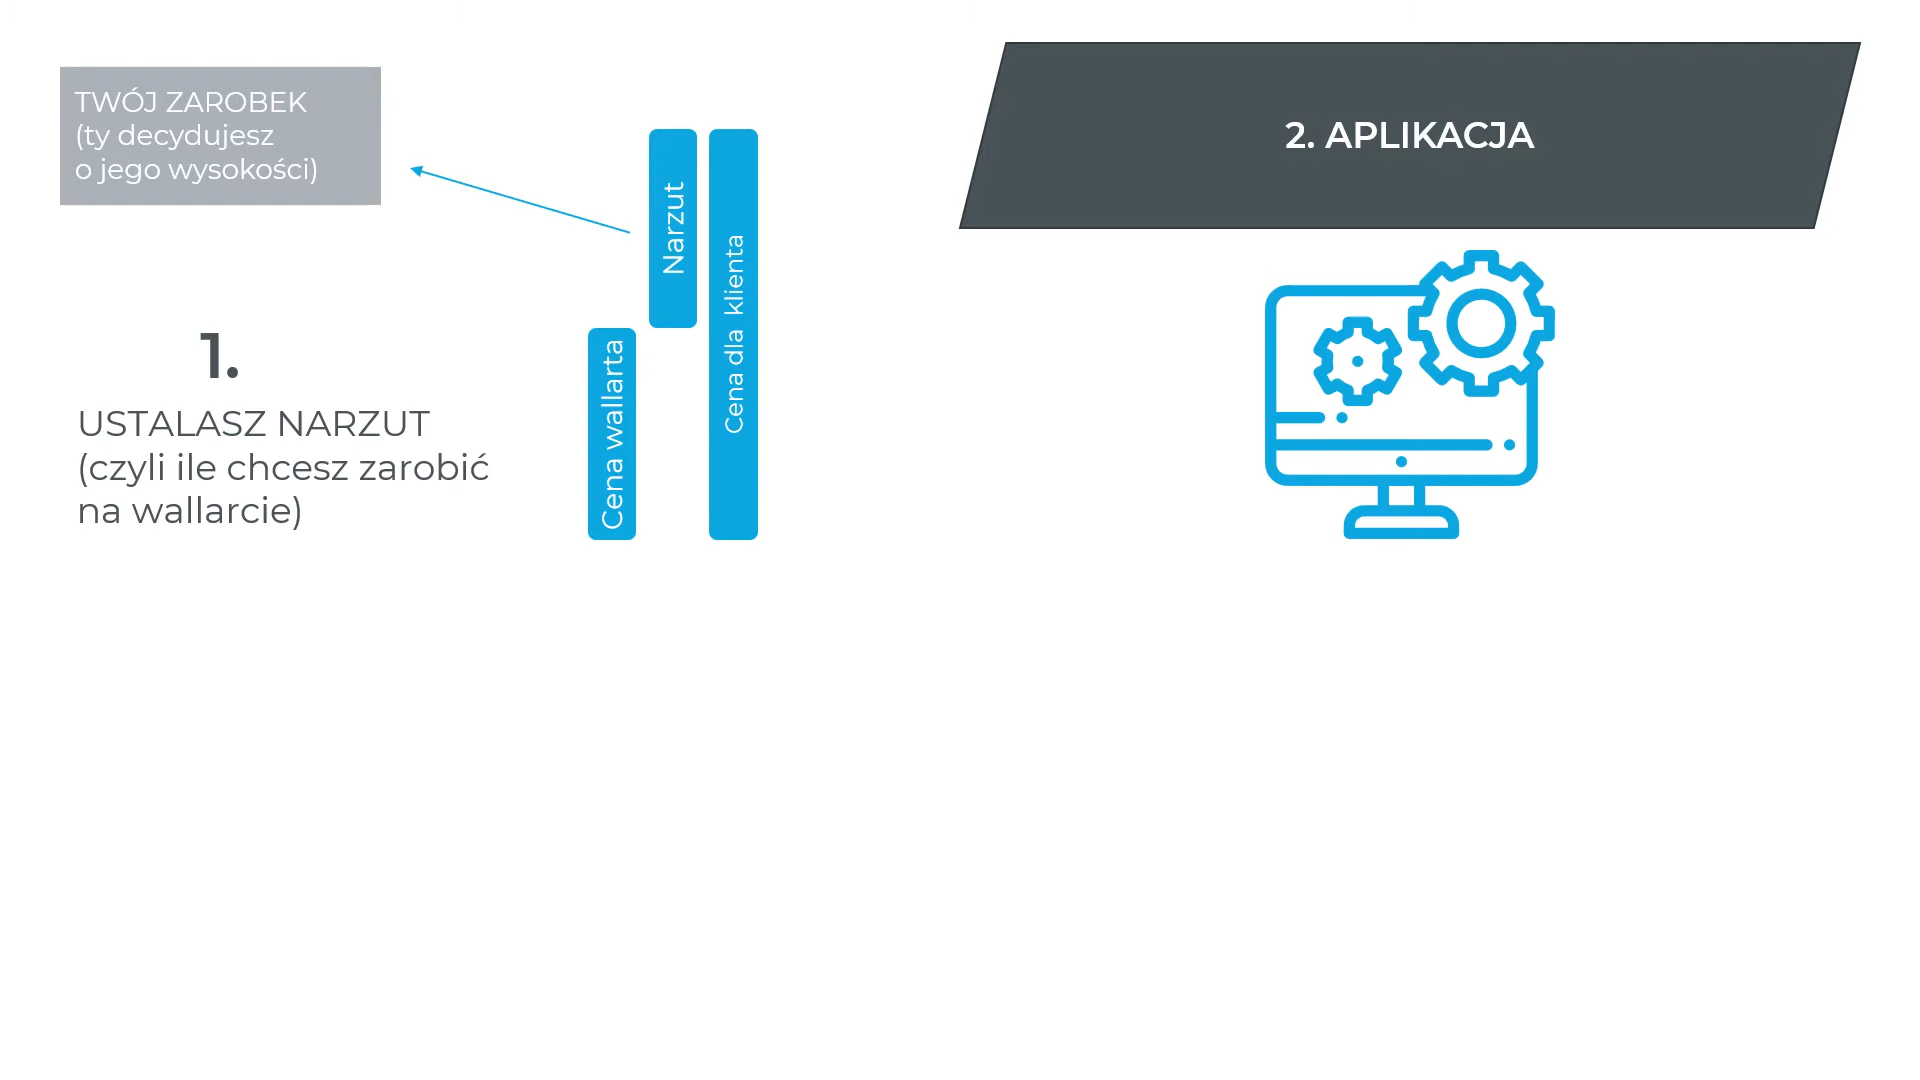 TWÓJ ZAROBEK
(ty decydujesz
o jego wysokości)
1.
USTALASZ NARZUT
(czyli ile chcesz zarobić
na wallarcie)
Cena wallarta
Narzut
Cena dla klienta
2. APLIKACJA